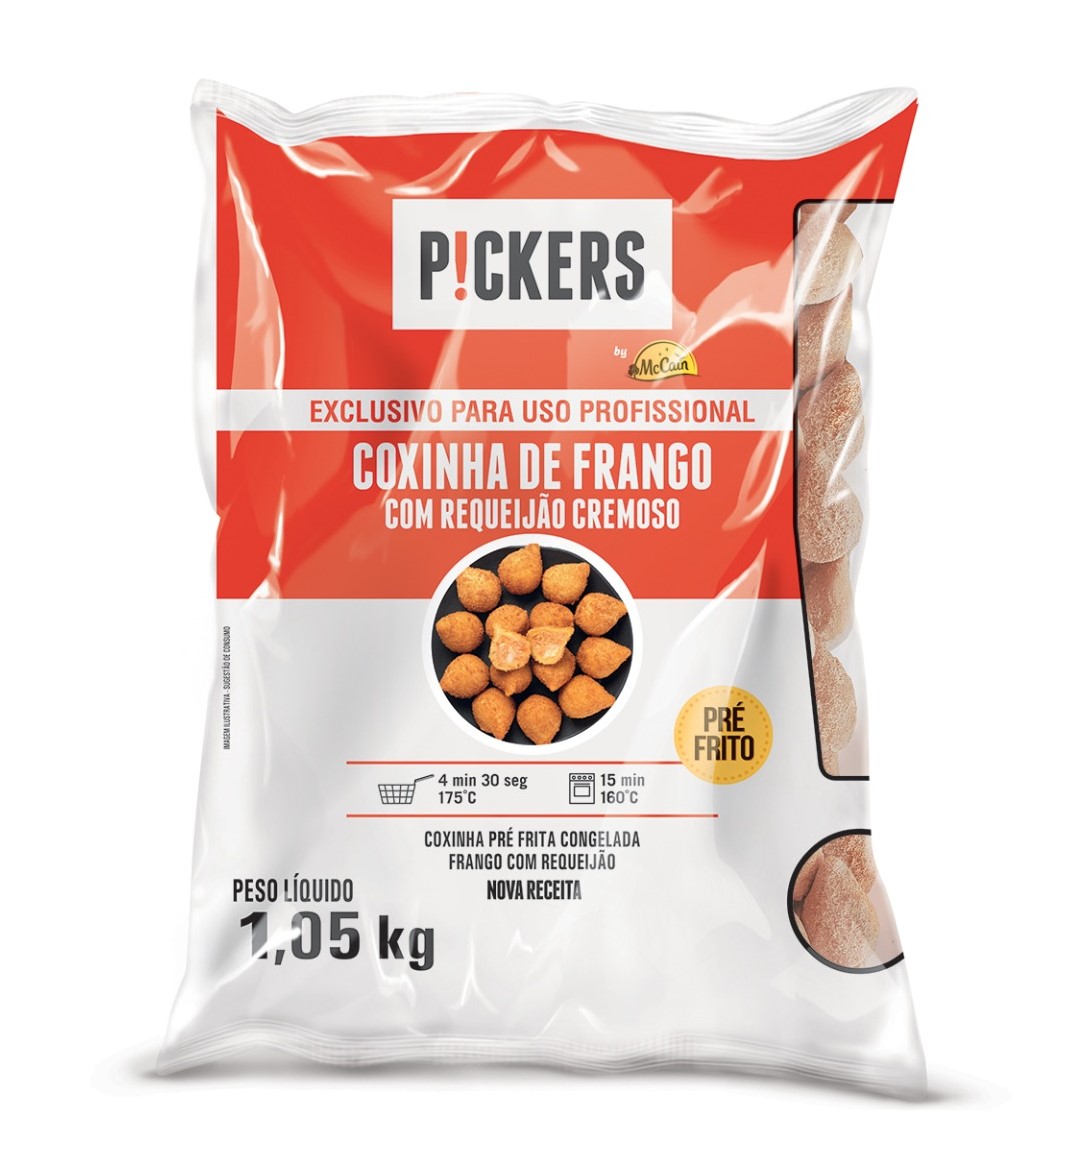 P!CKERS
by McCain
EXCLUSIVO PARA USO PROFISSIONAL
COXINHA DE FRANGO
COM REQUEIJÃO CREMOSO
IMAGEM ILUSTRATIVA - SUGESTÃO DE CONSUMO
PRÉ
FRITO
4 min 30 seg
175°C
15 min
160°C
COXINHA PRÉ FRITA CONGELADA
FRANGO COM REQUEIJÃO
NOVA RECEITA
PESO LÍQUIDO
1,05 kg